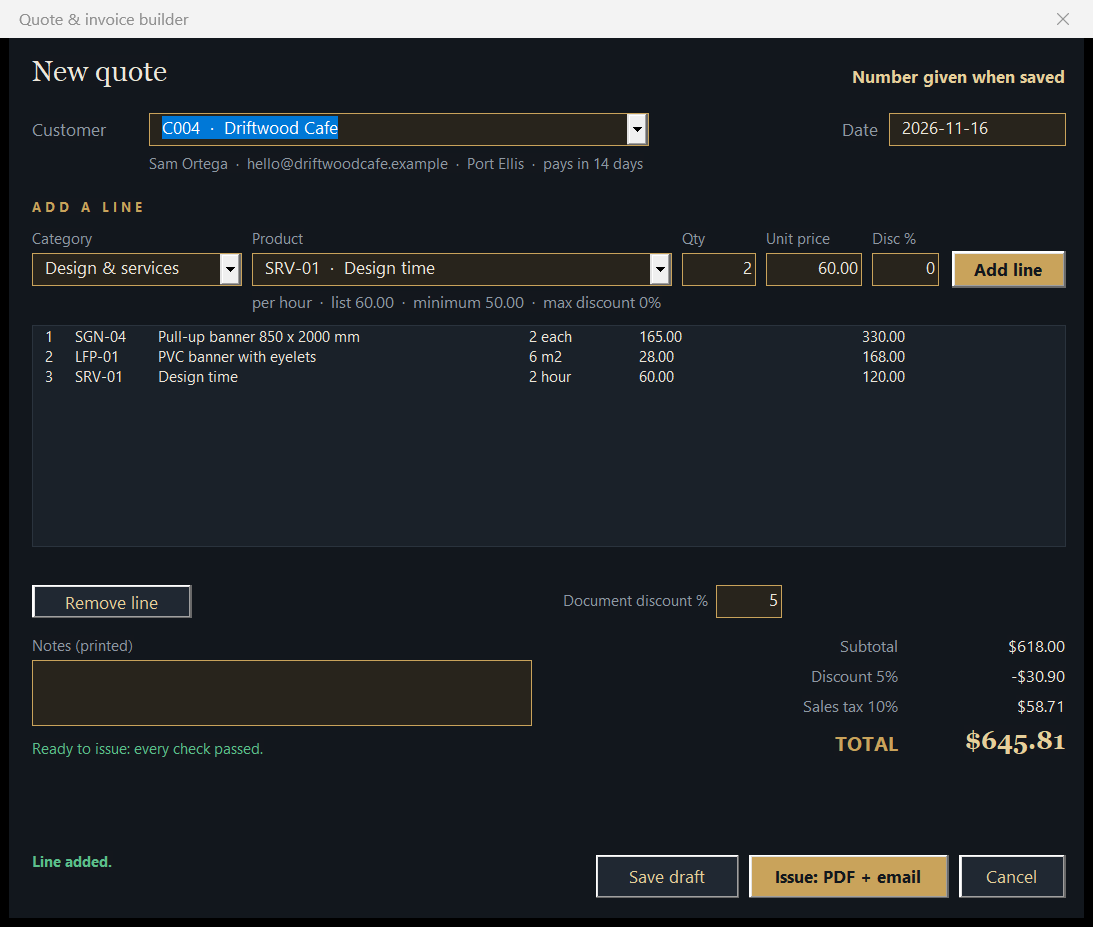 Quote & invoice builder
New quote
Number given when saved
Customer
C004 · Driftwood Cafe
Date
2026-11-16
Sam Ortega · hello@driftwoodcafe.example · Port Ellis · pays in 14 days
ADD A LINE
Category Product Qty Unit price Disc %
Design & services SRV-01 · Design time 2 60.00 0 Add line
per hour · list 60.00 · minimum 50.00 · max discount 0%
1 SGN-04 Pull-up banner 850 x 2000 mm 2 each 165.00 330.00
2 LFP-01 PVC banner with eyelets 6 m2 28.00 168.00
3 SRV-01 Design time 2 hour 60.00 120.00
Remove line
Document discount % 5
Notes (printed)
Subtotal $618.00
Discount 5% -$30.90
Sales tax 10% $58.71
TOTAL $645.81
Ready to issue: every check passed.
Line added.
Save draft
Issue: PDF + email
Cancel